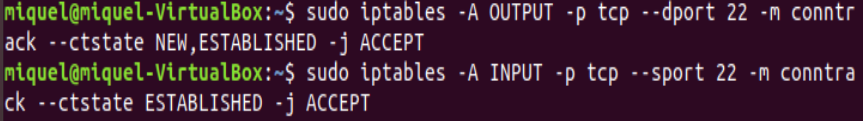 miquel@miquel-VirtualBox:~$ sudo iptables -A OUTPUT -p tcp --dport 22 -m conntr
ack --ctstate NEW,ESTABLISHED -j ACCEPT
miquel@miquel-VirtualBox:~$ sudo iptables -A INPUT -p tcp --sport 22 -m conntra
ck --ctstate ESTABLISHED -j ACCEPT